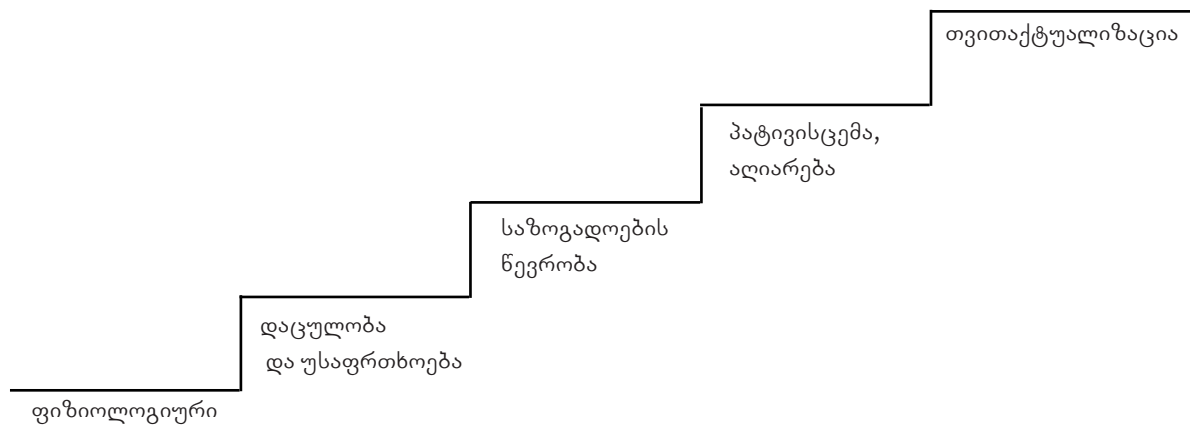 თვითაქტუალიზაცია
პატივისცემა,
აღიარება
საზოგადოების
წევრობა
დაცულობა
და უსაფრთხოება
ფიზიოლოგიური